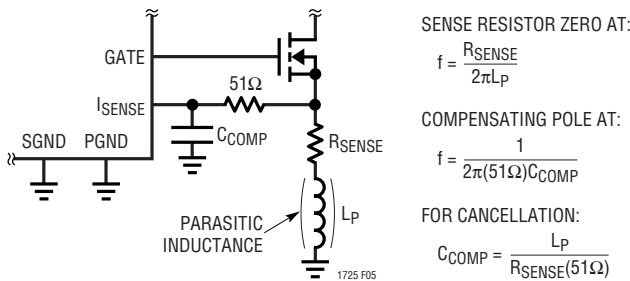 GATE
51Ω
ISENSE
CCOMP
SGND PGND
RSENSE
PARASITIC
INDUCTANCE
LP
1725 F05
SENSE RESISTOR ZERO AT:
f = RSENSE / 2πLP
COMPENSATING POLE AT:
f = 1 / 2π(51Ω)CCOMP
FOR CANCELLATION:
CCOMP = LP / RSENSE(51Ω)